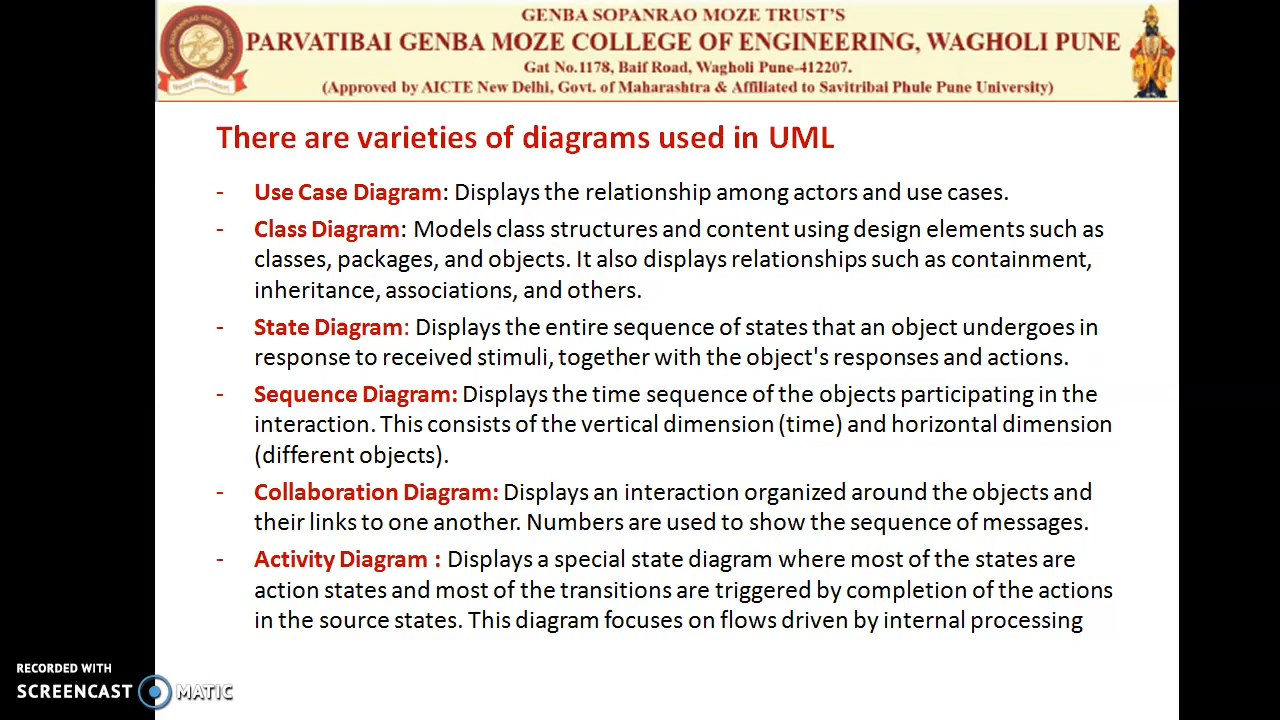 GENBA SOPANRAO MOZE TRUST'S
PARVATIBAI GENBA MOZE COLLEGE OF ENGINEERING, WAGHOLI PUNE
Gat No.1178, Baif Road, Wagholi Pune-412207.
(Approved by AICTE New Delhi, Govt. of Maharashtra & Affiliated to Savitribai Phule Pune University)
There are varieties of diagrams used in UML
- Use Case Diagram: Displays the relationship among actors and use cases.
- Class Diagram: Models class structures and content using design elements such as
classes, packages, and objects. It also displays relationships such as containment,
inheritance, associations, and others.
- State Diagram: Displays the entire sequence of states that an object undergoes in
response to received stimuli, together with the object's responses and actions.
- Sequence Diagram: Displays the time sequence of the objects participating in the
interaction. This consists of the vertical dimension (time) and horizontal dimension
(different objects).
- Collaboration Diagram: Displays an interaction organized around the objects and
their links to one another. Numbers are used to show the sequence of messages.
- Activity Diagram : Displays a special state diagram where most of the states are
action states and most of the transitions are triggered by completion of the actions
in the source states. This diagram focuses on flows driven by internal processing
RECORDED WITH
SCREENCAST MATIC